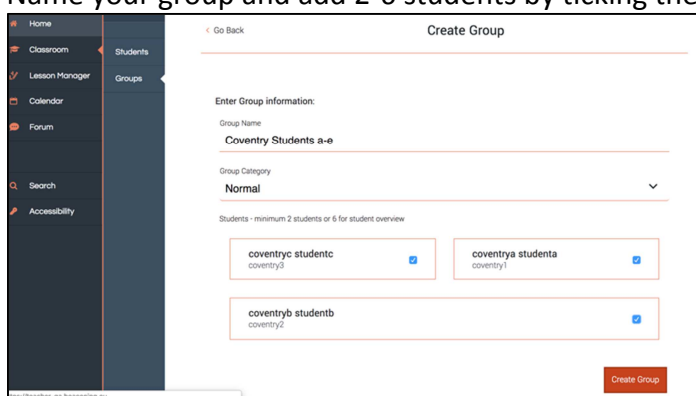 Name your group and add 2-6 students by ticking the
Home
Classroom
Lesson Manager
Calendar
Forum
Search
Accessibility
Students
Groups
< Go Back
Create Group
Enter Group information:
Group Name
Coventry Students a-e
Group Category
Normal
Students - minimum 2 students or 6 for student overview
coventryc studentc
coventry3
coventrya studenta
coventry1
coventryb studentb
coventry2
Create Group